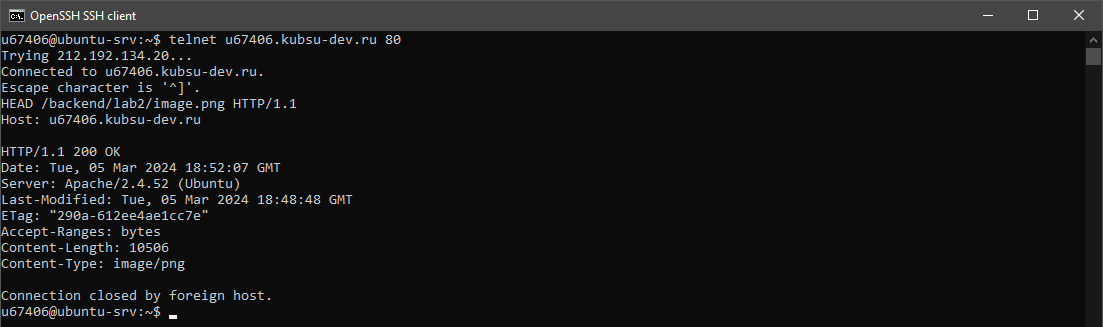 OpenSSH SSH client
u67406@ubuntu-srv:~$ telnet u67406.kubsu-dev.ru 80
Trying 212.192.134.20...
Connected to u67406.kubsu-dev.ru.
Escape character is '^]'.
HEAD /backend/lab2/image.png HTTP/1.1
Host: u67406.kubsu-dev.ru

HTTP/1.1 200 OK
Date: Tue, 05 Mar 2024 18:52:07 GMT
Server: Apache/2.4.52 (Ubuntu)
Last-Modified: Tue, 05 Mar 2024 18:48:48 GMT
ETag: "290a-612ee4ae1cc7e"
Accept-Ranges: bytes
Content-Length: 10506
Content-Type: image/png

Connection closed by foreign host.
u67406@ubuntu-srv:~$